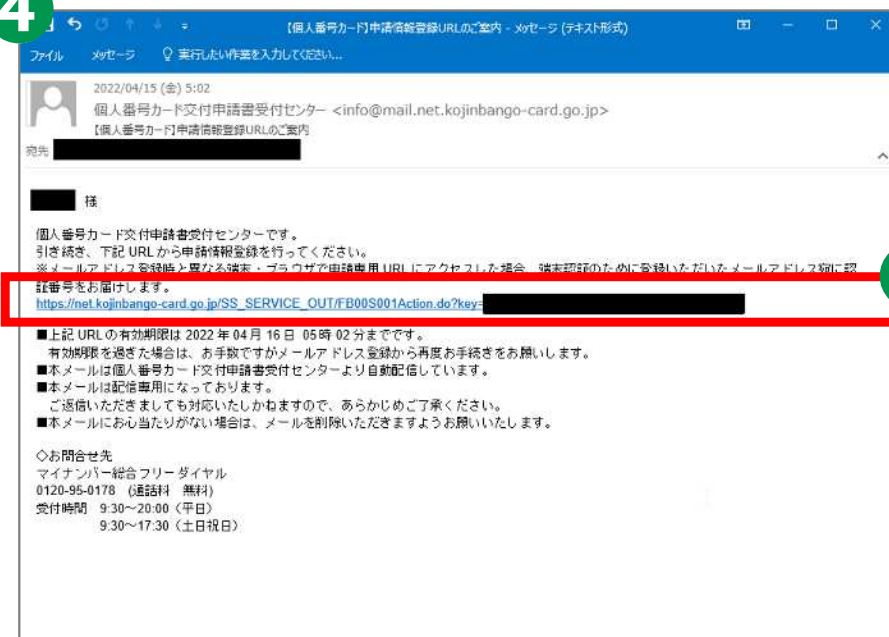 4
【個人番号カード】申請情報登録URLのご案内 - メッセージ (テキスト形式)
ファイル メッセージ 実行したい作業を入力してください...
2022/04/15 (金) 5:02
個人番号カード交付申請書受付センター <info@mail.net.kojinbango-card.go.jp>
【個人番号カード】申請情報登録URLのご案内
宛先
様
個人番号カード交付申請書受付センターです。
引き続き、下記 URL から申請情報登録を行ってください。
※メールアドレス登録時と異なる端末・ブラウザで申請専用 URL にアクセスした場合、端末認証のために登録いただいたメールアドレス宛に認
証番号をお届けします。
https://net.kojinbango-card.go.jp/SS_SERVICE_OUT/FB00S001Action.do?key=
■上記 URL の有効期限は 2022 年 04 月 16 日 05 時 02 分までです。
有効期限を過ぎた場合は、お手数ですがメールアドレス登録から再度お手続きをお願いします。
■本メールは個人番号カード交付申請書受付センターより自動配信しています。
■本メールは配信専用になっております。
ご返信いただきましても対応いたしかねますので、あらかじめご了承ください。
■本メールにお心当たりがない場合は、メールを削除いただきますようお願いいたします。
◇お問合せ先
マイナンバー総合フリーダイヤル
0120-95-0178 (通話料 無料)
受付時間 9:30～20:00（平日）
9:30～17:30（土日祝日）